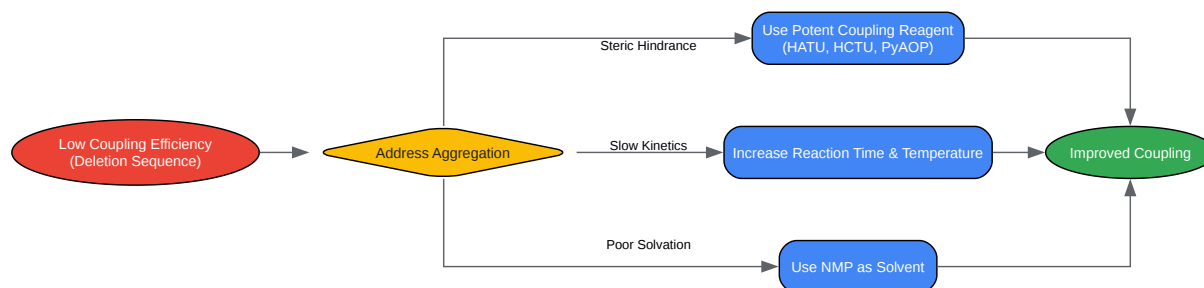 Low Coupling Efficiency
(Deletion Sequence)
Address Aggregation
Steric Hindrance
Use Potent Coupling Reagent
(HATU, HCTU, PyAOP)
Slow Kinetics
Increase Reaction Time & Temperature
Poor Solvation
Use NMP as Solvent
Improved Coupling